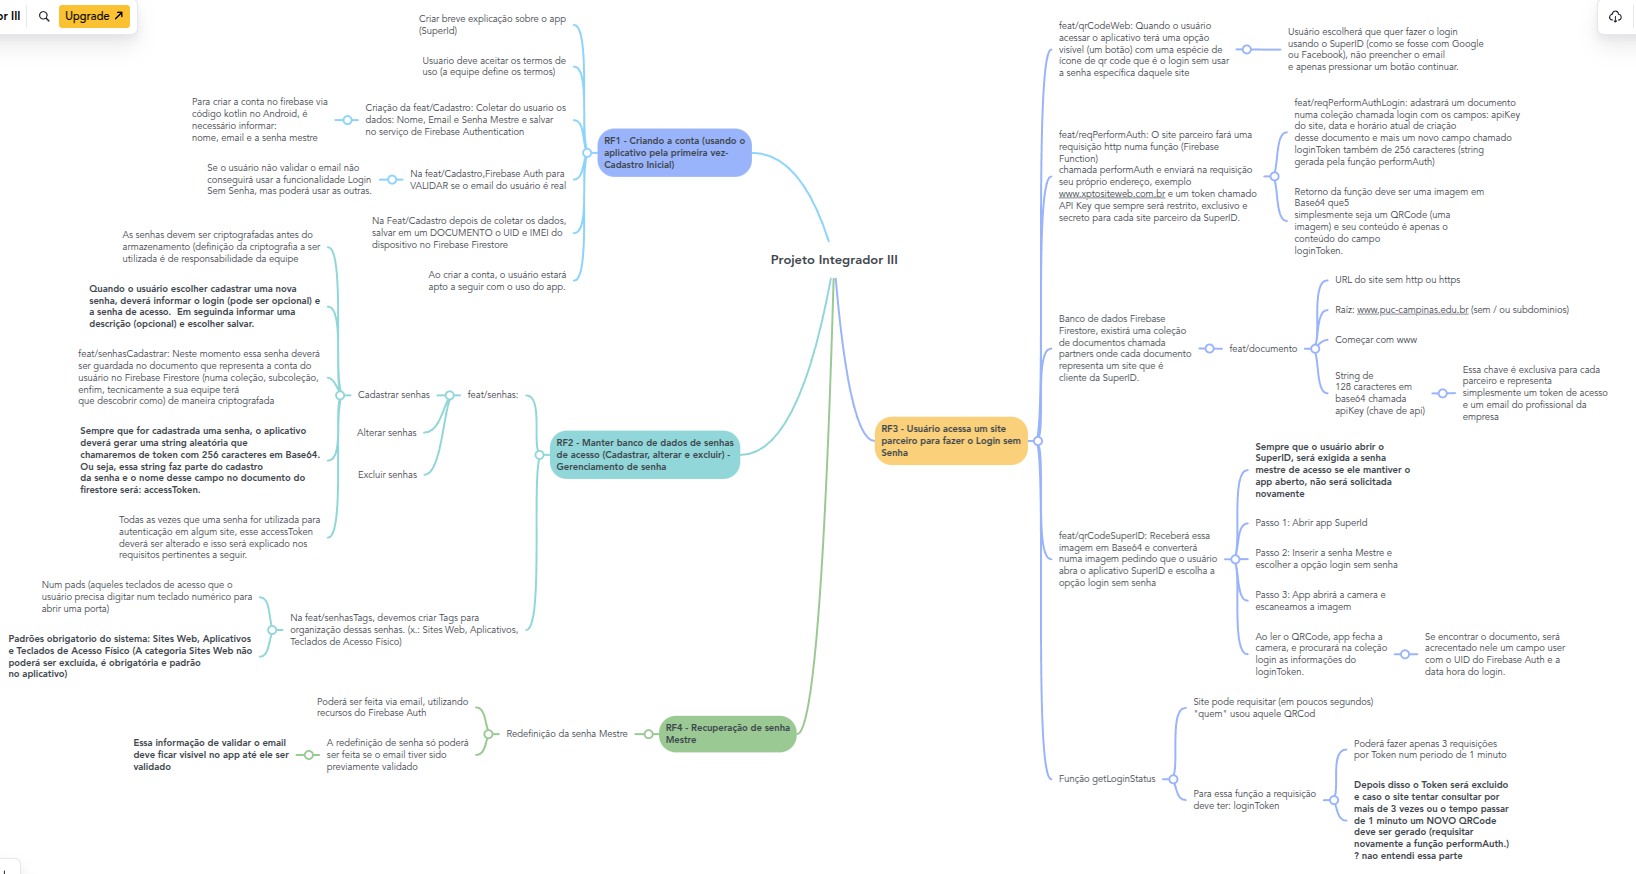 or III
Upgrade
Projeto Integrador III
RF1 - Criando a conta (usando o
aplicativo pela primeira vez-
Cadastro Inicial)
Criar breve explicação sobre o app
(SuperId)
Usuario deve aceitar os termos de
uso (a equipe define os termos)
Criação da feat/Cadastro: Coletar do usuario os
dados: Nome, Email e Senha Mestre e salvar
no serviço de Firebase Authentication
Para criar a conta no firebase via
código kotlin no Android, é
necessário informar:
nome, email e a senha mestre
Na feat/Cadastro,Firebase Auth para
VALIDAR se o email do usuário é real
Se o usuário não validar o email não
conseguirá usar a funcionalidade Login
Sem Senha, mas poderá usar as outras.
Na Feat/Cadastro depois de coletar os dados,
salvar em um DOCUMENTO o UID e IMEI do
dispositivo no Firebase Firestore
Ao criar a conta, o usuário estará
apto a seguir com o uso do app.
RF2 - Manter banco de dados de senhas
de acesso (Cadastrar, alterar e excluir) -
Gerenciamento de senha
feat/senhas:
Cadastrar senhas
As senhas devem ser criptografadas antes do
armazenamento (definição da criptografia a ser
utilizada é de responsabilidade da equipe
Quando o usuário escolher cadastrar uma nova
senha, deverá informar o login (pode ser opcional) e
a senha de acesso. Em seguinda informar uma
descrição (opcional) e escolher salvar.
feat/senhasCadastrar: Neste momento essa senha deverá
ser guardada no documento que representa a conta do
usuário no Firebase Firestore (numa coleção, subcoleção,
enfim, tecnicamente a sua equipe terá
que descobrir como) de maneira criptografada
Sempre que for cadastrada uma senha, o aplicativo
deverá gerar uma string aleatória que
chamaremos de token com 256 caracteres em Base64.
Ou seja, essa string faz parte do cadastro
da senha e o nome desse campo no documento do
firestore será: accessToken.
Todas as vezes que uma senha for utilizada para
autenticação em algum site, esse accessToken
deverá ser alterado e isso será explicado nos
requisitos pertinentes a seguir.
Alterar senhas
Excluir senhas
Na feat/senhasTags, devemos criar Tags para
organização dessas senhas. (x.: Sites Web, Aplicativos,
Teclados de Acesso Físico)
Num pads (aqueles teclados de acesso que o
usuário precisa digitar num teclado numérico para
abrir uma porta)
Padrões obrigatorio do sistema: Sites Web, Aplicativos
e Teclados de Acesso Físico (A categoria Sites Web não
poderá ser excluída, é obrigatória e padrão
no aplicativo)
RF4 - Recuperação de senha
Mestre
Redefinição da senha Mestre
Poderá ser feita via email, utilizando
recursos do Firebase Auth
A redefinição de senha só poderá
ser feita se o email tiver sido
previamente validado
Essa informação de validar o email
deve ficar visivel no app até ele ser
validado
RF3 - Usuário acessa um site
parceiro para fazer o Login sem
Senha
feat/qrCodeWeb: Quando o usuário
acessar o aplicativo terá uma opção
visível (um botão) com uma espécie de
ícone de qr code que é o login sem usar
a senha específica daquele site
Usuário escolherá que quer fazer o login
usando o SuperID (como se fosse com Google
ou Facebook), não preencher o email
e apenas pressionar um botão continuar.
feat/reqPerformAuth: O site parceiro fará uma
requisição http numa função (Firebase
Function)
chamada performAuth e enviará na requisição
seu próprio endereço, exemplo
www.xptositeweb.com.br e um token chamado
API Key que sempre será restrito, exclusivo e
secreto para cada site parceiro da SuperID.
feat/reqPerformAuthLogin: adastrará um documento
numa coleção chamada login com os campos: apiKey
do site, data e horário atual de criação
desse documento e mais um novo campo chamado
loginToken também de 256 caracteres (string
gerada pela função performAuth)
Retorno da função deve ser uma imagem em
Base64 que5
simplesmente seja um QRCode (uma
imagem) e seu conteúdo é apenas o
conteúdo do campo
loginToken.
Banco de dados Firebase
Firestore, existirá uma coleção
de documentos chamada
partners onde cada documento
representa um site que é
cliente da SuperID.
feat/documento
URL do site sem http ou https
Raíz: www.puc-campinas.edu.br (sem / ou subdominios)
Começar com www
String de
128 caracteres em
base64 chamada
apiKey (chave de api)
Essa chave é exclusiva para cada
parceiro e representa
simplesmente um token de acesso
e um email do profissional da
empresa
feat/qrCodeSuperID: Receberá essa
imagem em Base64 e converterá
numa imagem pedindo que o usuário
abra o aplicativo SuperID e escolha a
opção login sem senha
Sempre que o usuário abrir o
SuperID, será exigida a senha
mestre de acesso se ele mantiver o
app aberto, não será solicitada
novamente
Passo 1: Abrir app SuperId
Passo 2: Inserir a senha Mestre e
escolher a opção login sem senha
Passo 3: App abrirá a camera e
escaneamos a imagem
Ao ler o QRCode, app fecha a
camera, e procurará na coleção
login as informações do
loginToken.
Se encontrar o documento, será
acrecentado nele um campo user
com o UID do Firebase Auth e a
data hora do login.
Função getLoginStatus
Site pode requisitar (em poucos segundos)
"quem" usou aquele QRCod
Para essa função a requisição
deve ter: loginToken
Poderá fazer apenas 3 requisições
por Token num período de 1 minuto
Depois disso o Token será excluido
e caso o site tentar consultar por
mais de 3 vezes ou o tempo passar
de 1 minuto um NOVO QRCode
deve ser gerado (requisitar
novamente a função performAuth.)
? nao entendi essa parte